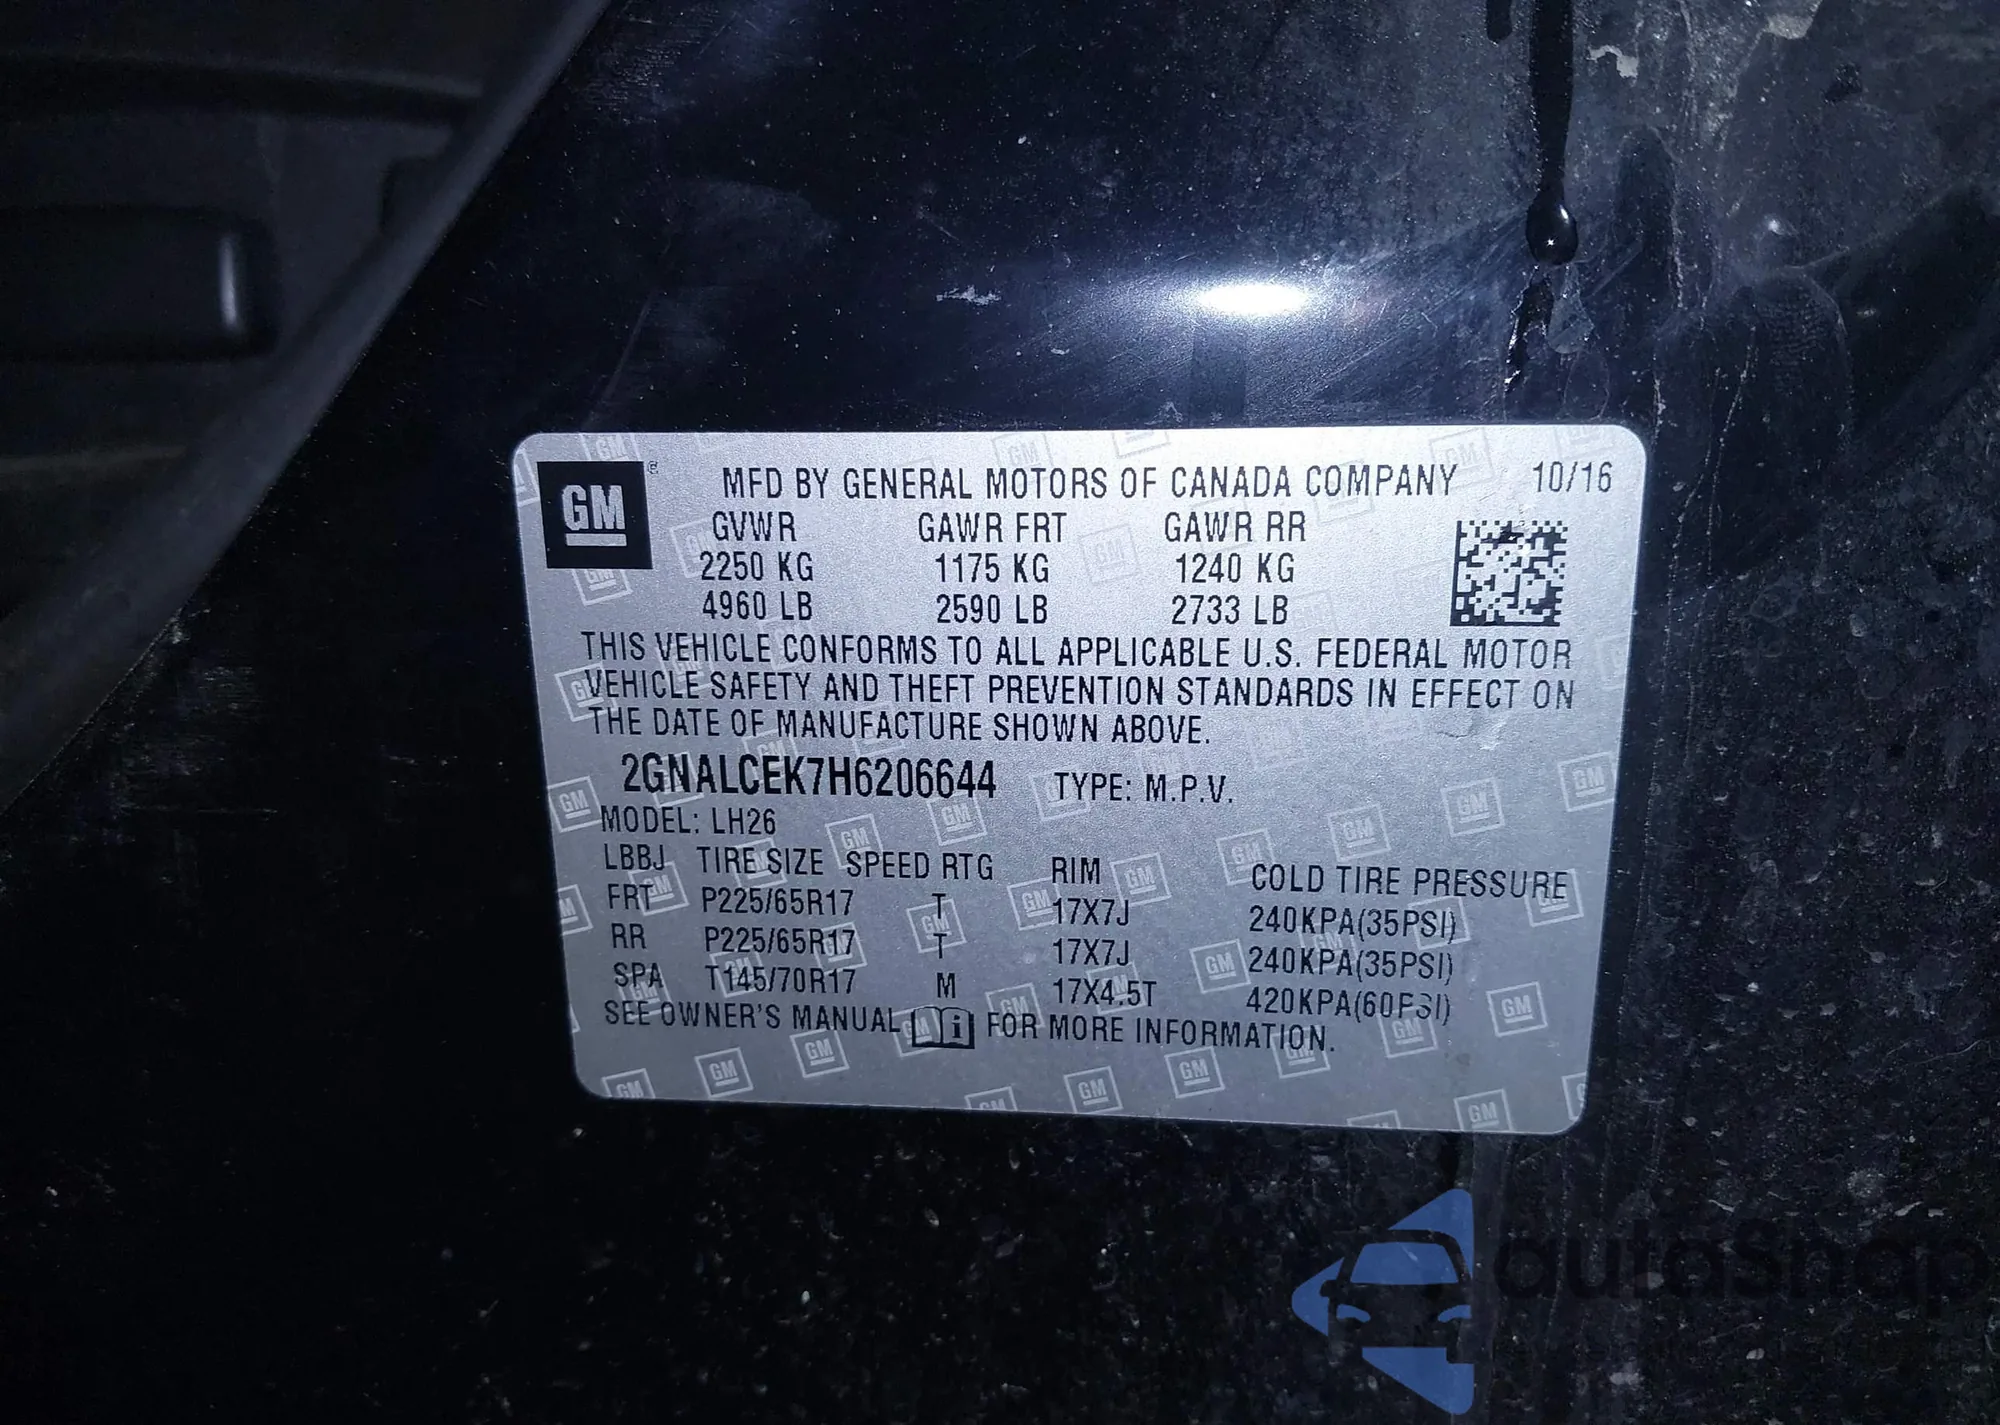 GM MFD BY GENERAL MOTORS OF CANADA COMPANY 10/16
GVWR GAWR FRT GAWR RR
2250 KG 1175 KG 1240 KG
4960 LB 2590 LB 2733 LB
THIS VEHICLE CONFORMS TO ALL APPLICABLE U.S. FEDERAL MOTOR
VEHICLE SAFETY AND THEFT PREVENTION STANDARDS IN EFFECT ON
THE DATE OF MANUFACTURE SHOWN ABOVE.
2GNALCEK7H6206644 TYPE: M.P.V.
MODEL: LH26
LBBJ TIRE SIZE SPEED RTG RIM COLD TIRE PRESSURE
FRT P225/65R17 T 17X7J 240KPA(35PSI)
RR P225/65R17 T 17X7J 240KPA(35PSI)
SPA T145/70R17 M 17X4.5T 420KPA(60PSI)
SEE OWNER'S MANUAL i FOR MORE INFORMATION.
autoSnap